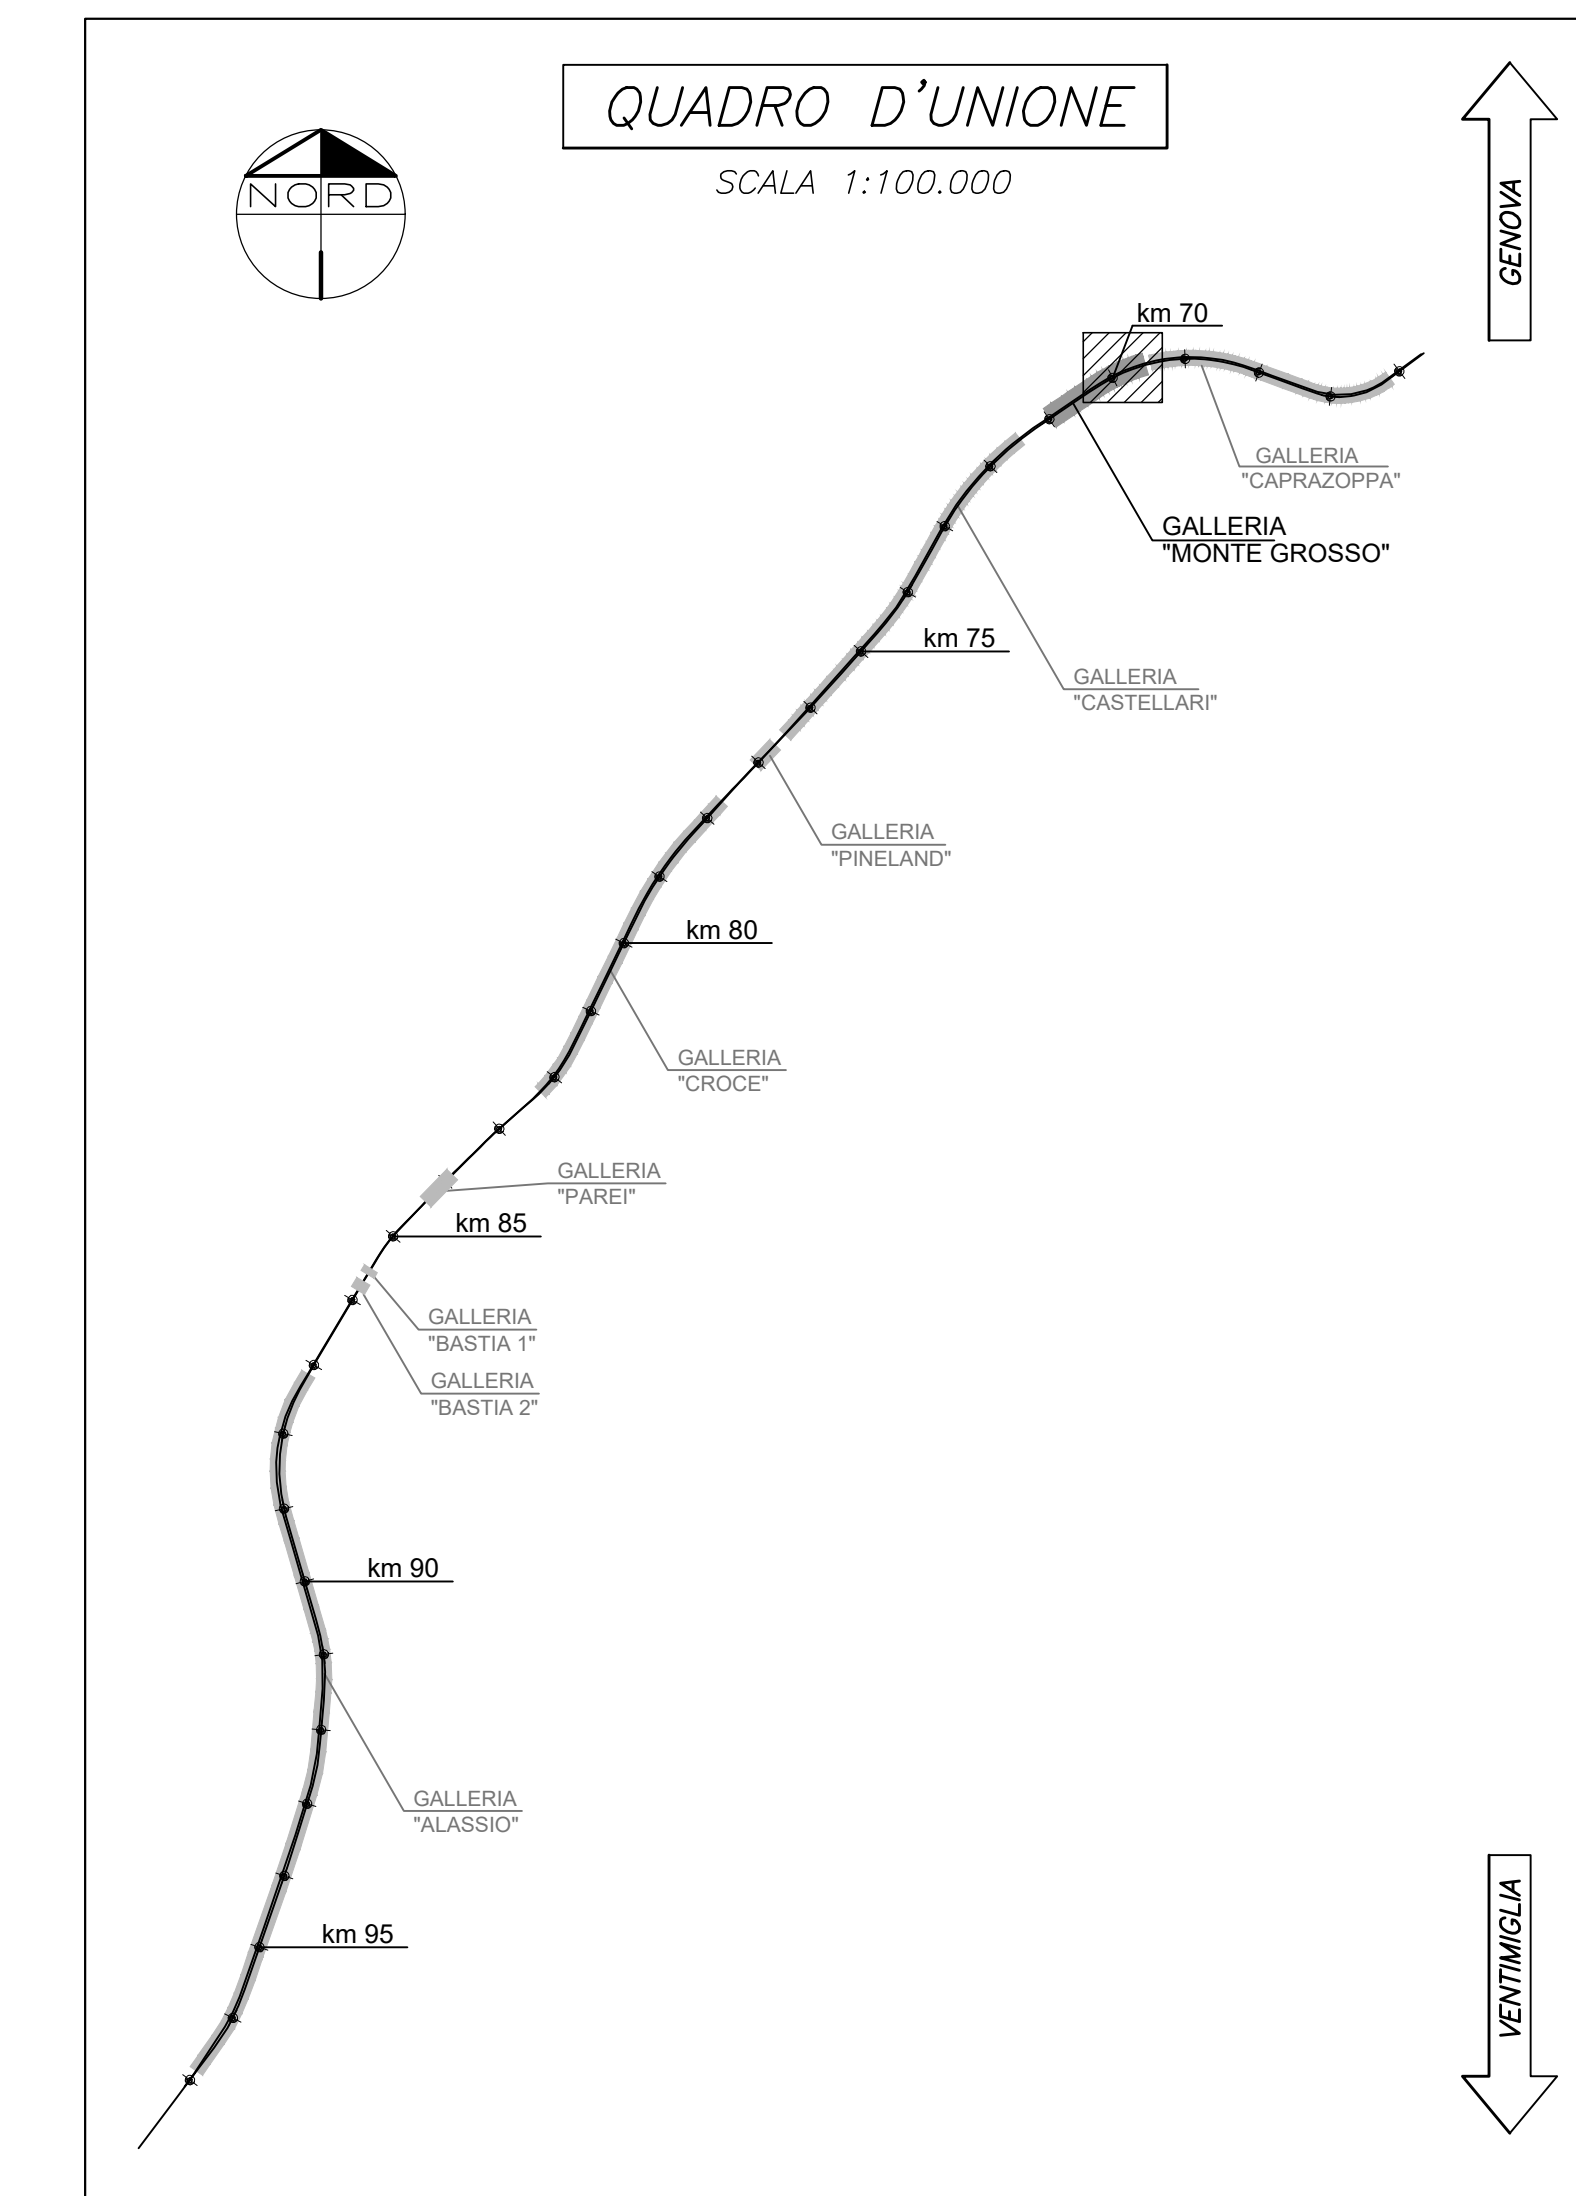 QUADRO D'UNIONE
SCALA 1:100.000
NORD
GENOVA
km 70
GALLERIA
"CAPRAZOPPA"
GALLERIA
"MONTE GROSSO"
km 75
GALLERIA
"CASTELLARI"
GALLERIA
"PINELAND"
km 80
GALLERIA
"CROCE"
GALLERIA
"PAREI"
km 85
GALLERIA
"BASTIA 1"
GALLERIA
"BASTIA 2"
km 90
GALLERIA
"ALASSIO"
km 95
VENTIMIGLIA